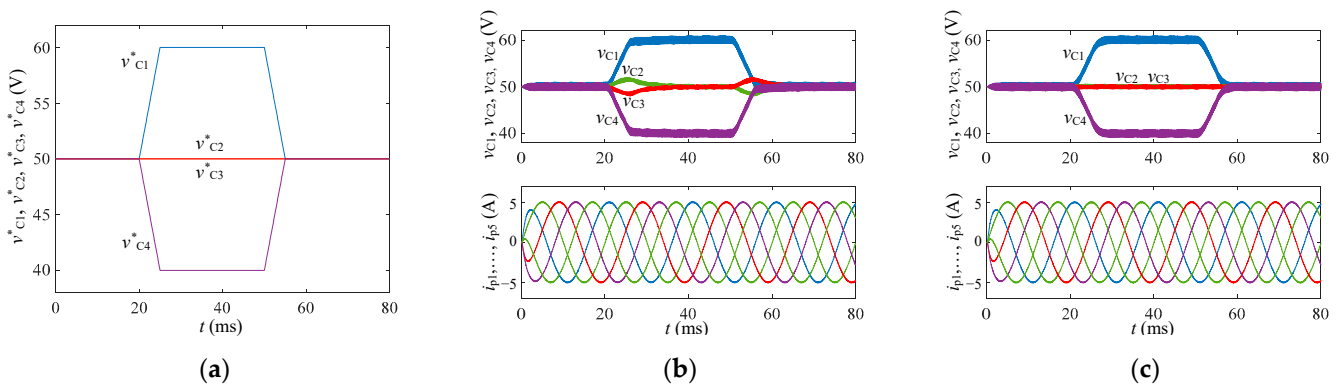 v*C1, v*C2, v*C3, v*C4 (V)
60
55
50
45
40
v*C1
v*C2
v*C3
v*C4
0
20
40
60
80
t (ms)
(a)
vC1, vC2, vC3, vC4 (V)
60
50
40
vC1
vC2
vC3
vC4
0
20
40
60
80
ip1,…, ip5 (A)
5
0
−5
0
20
40
60
80
t (ms)
(b)
vC1, vC2, vC3, vC4 (V)
60
50
40
vC1
vC2 vC3
vC4
0
20
40
60
80
ip1,…, ip5 (A)
5
0
−5
0
20
40
60
80
t (ms)
(c)